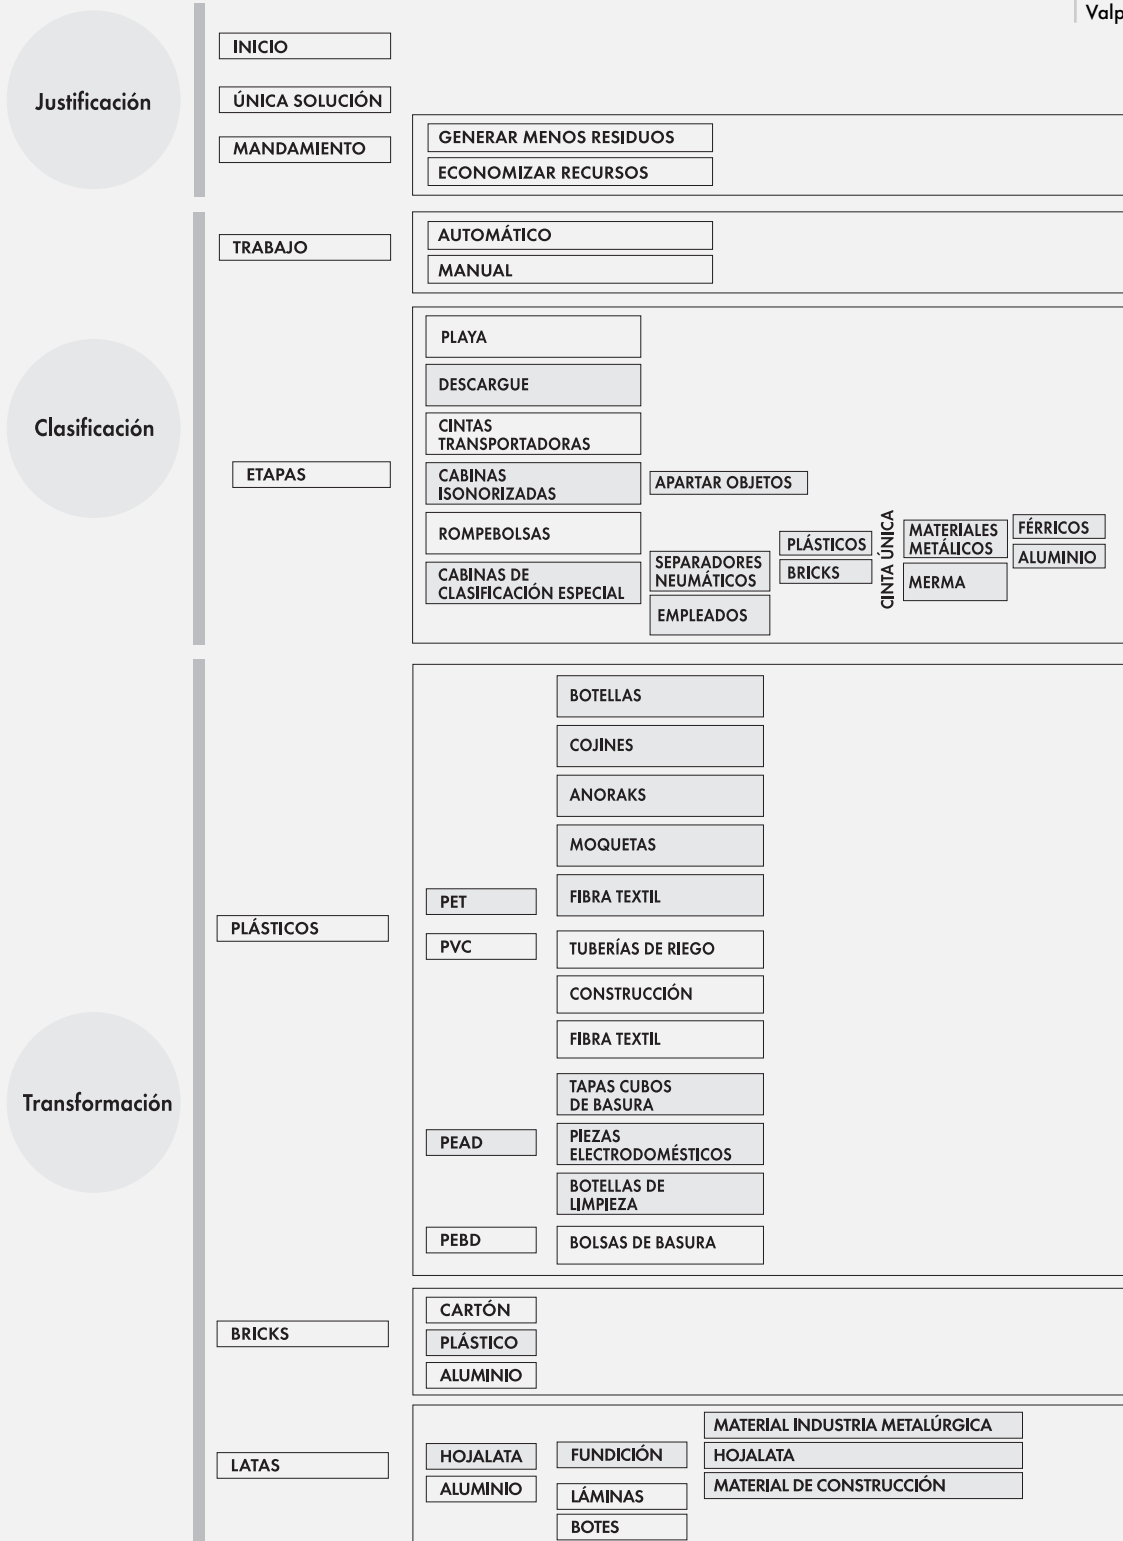 Valp
Justificación
INICIO
ÚNICA SOLUCIÓN
MANDAMIENTO
GENERAR MENOS RESIDUOS
ECONOMIZAR RECURSOS
Clasificación
TRABAJO
AUTOMÁTICO
MANUAL
ETAPAS
PLAYA
DESCARGUE
CINTAS
TRANSPORTADORAS
CABINAS
ISONORIZADAS
APARTAR OBJETOS
ROMPEBOLSAS
CABINAS DE
CLASIFICACIÓN ESPECIAL
SEPARADORES
NEUMÁTICOS
EMPLEADOS
PLÁSTICOS
BRICKS
CINTA ÚNICA
MATERIALES
METÁLICOS
MERMA
FÉRRICOS
ALUMINIO
Transformación
PLÁSTICOS
PET
BOTELLAS
COJINES
ANORAKS
MOQUETAS
FIBRA TEXTIL
PVC
TUBERÍAS DE RIEGO
CONSTRUCCIÓN
FIBRA TEXTIL
PEAD
TAPAS CUBOS
DE BASURA
PIEZAS
ELECTRODOMÉSTICOS
BOTELLAS DE
LIMPIEZA
PEBD
BOLSAS DE BASURA
BRICKS
CARTÓN
PLÁSTICO
ALUMINIO
LATAS
HOJALATA
FUNDICIÓN
MATERIAL INDUSTRIA METALÚRGICA
HOJALATA
MATERIAL DE CONSTRUCCIÓN
ALUMINIO
LÁMINAS
BOTES